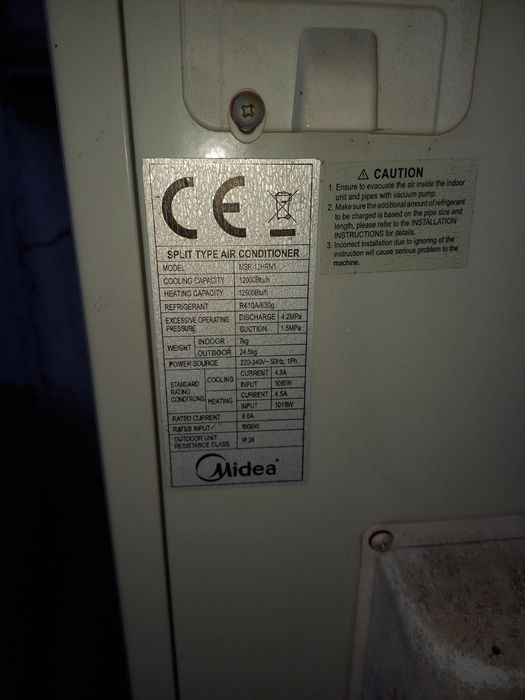 CE
SPLIT TYPE AIR CONDITIONER
MODEL MSR-12HRN1
COOLING CAPACITY 12000Btu/h
HEATING CAPACITY 12500Btu/h
REFRIGERANT R410A/630g
EXCESSIVE OPERATING PRESSURE DISCHARGE 4.2MPa
SUCTION 1.5MPa
WEIGHT INDOOR 7kg
OUTDOOR 24.5kg
POWER SOURCE 220-240V~ 50Hz, 1Ph
STANDARD RATING CONDITIONS COOLING CURRENT 4.9A
INPUT 1095W
HEATING CURRENT 4.5A
INPUT 1015W
RATED CURRENT 8.0A
RATED INPUT
OUTDOOR UNIT RESISTANCE CLASS IP 24
Midea
⚠ CAUTION
1. Ensure to evacuate the air inside the indoor
unit and pipes with vacuum pump.
2. Make sure the additional amount of refrigerant
to be charged is based on the pipe size and
length, please refer to the INSTALLATION
INSTRUCTIONS for details.
3. Incorrect installation due to ignoring of the
instruction will cause serious problem to the
machine.